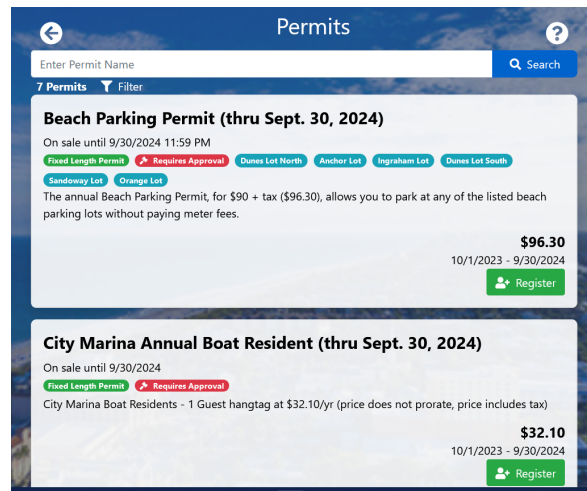 Permits
Enter Permit Name
Search
7 Permits Filter
Beach Parking Permit (thru Sept. 30, 2024)
On sale until 9/30/2024 11:59 PM
Fixed Length Permit Requires Approval Dunes Lot North Anchor Lot Ingraham Lot Dunes Lot South
Sandoway Lot Orange Lot
The annual Beach Parking Permit, for $90 + tax ($96.30), allows you to park at any of the listed beach
parking lots without paying meter fees.
$96.30
10/1/2023 - 9/30/2024
Register
City Marina Annual Boat Resident (thru Sept. 30, 2024)
On sale until 9/30/2024
Fixed Length Permit Requires Approval
City Marina Boat Residents - 1 Guest hangtag at $32.10/yr (price does not prorate, price includes tax)
$32.10
10/1/2023 - 9/30/2024
Register